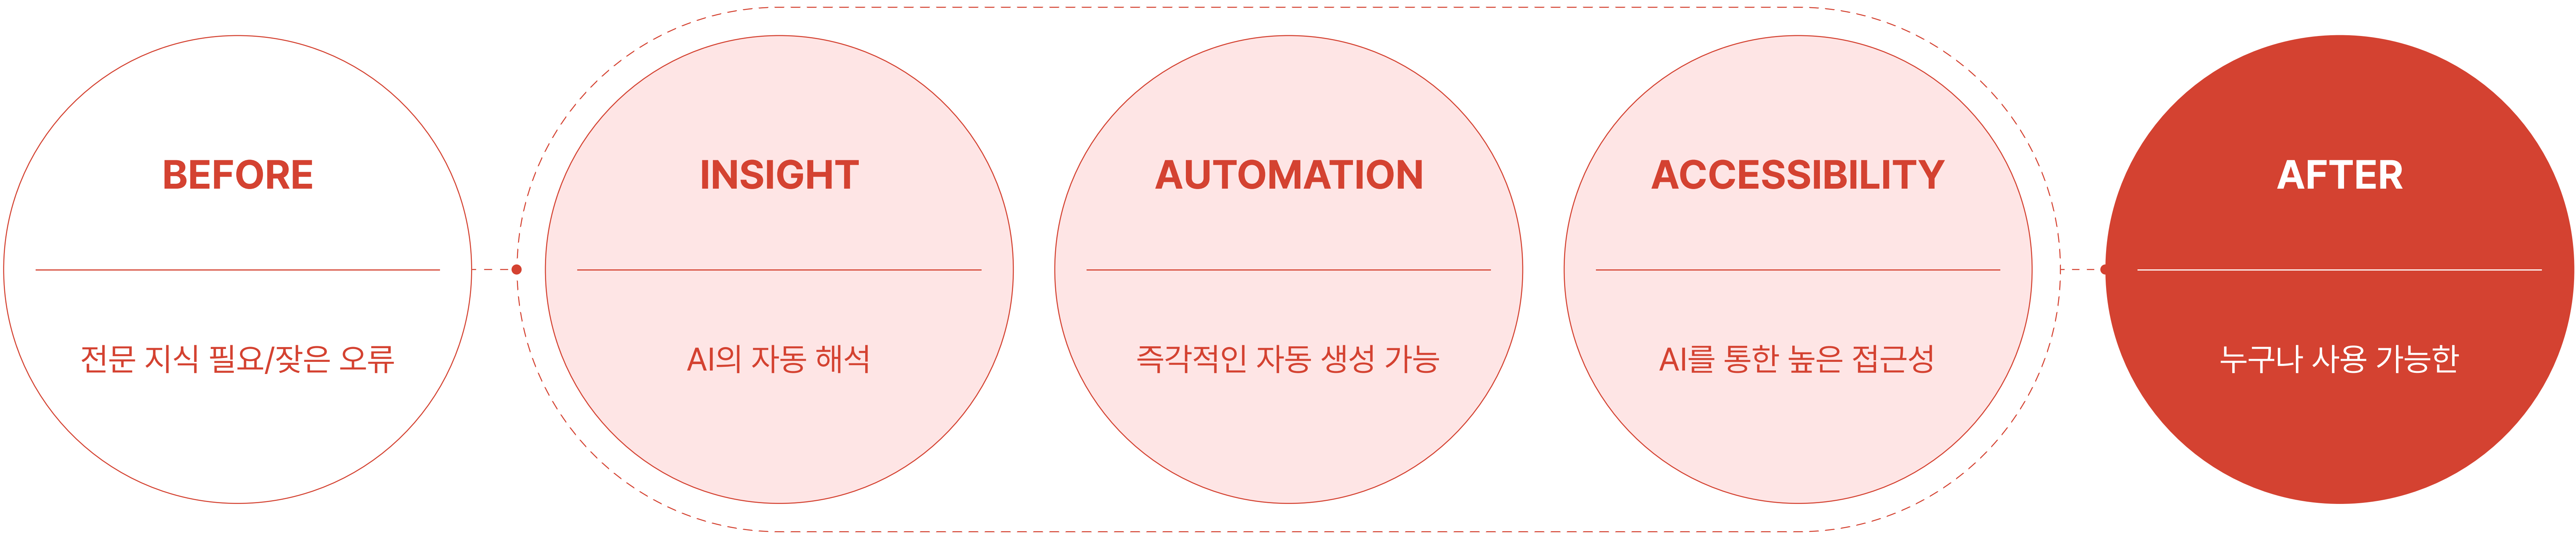 BEFORE
전문 지식 필요/잦은 오류
INSIGHT
AI의 자동 해석
AUTOMATION
즉각적인 자동 생성 가능
ACCESSIBILITY
AI를 통한 높은 접근성
AFTER
누구나 사용 가능한